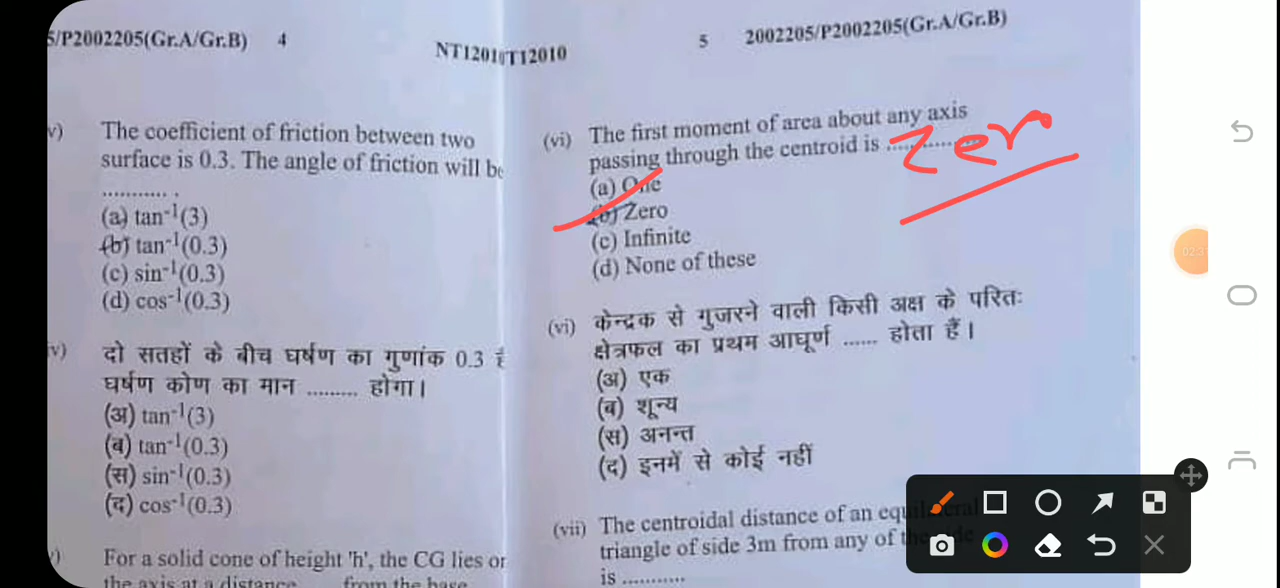 5/P2002205(Gr.A/Gr.B) 4
NT12010
v) The coefficient of friction between two
surface is 0.3. The angle of friction will be
........... .
(a) tan⁻¹(3)
(b) tan⁻¹(0.3)
(c) sin⁻¹(0.3)
(d) cos⁻¹(0.3)
v) दो सतहों के बीच घर्षण का गुणांक 0.3 है
घर्षण कोण का मान ......... होगा।
(अ) tan⁻¹(3)
(ब) tan⁻¹(0.3)
(स) sin⁻¹(0.3)
(द) cos⁻¹(0.3)
) For a solid cone of height 'h', the CG lies or
the axis at a distance from the base
T12010
5 2002205/P2002205(Gr.A/Gr.B)
(vi) The first moment of area about any axis
passing through the centroid is ..............
Zero
(a) One
(b) Zero
(c) Infinite
(d) None of these
(vi) केन्द्रक से गुजरने वाली किसी अक्ष के परितः
क्षेत्रफल का प्रथम आघूर्ण ...... होता हैं।
(अ) एक
(ब) शून्य
(स) अनन्त
(द) इनमें से कोई नहीं
(vii) The centroidal distance of an
triangle of side 3m from any of
is ...........